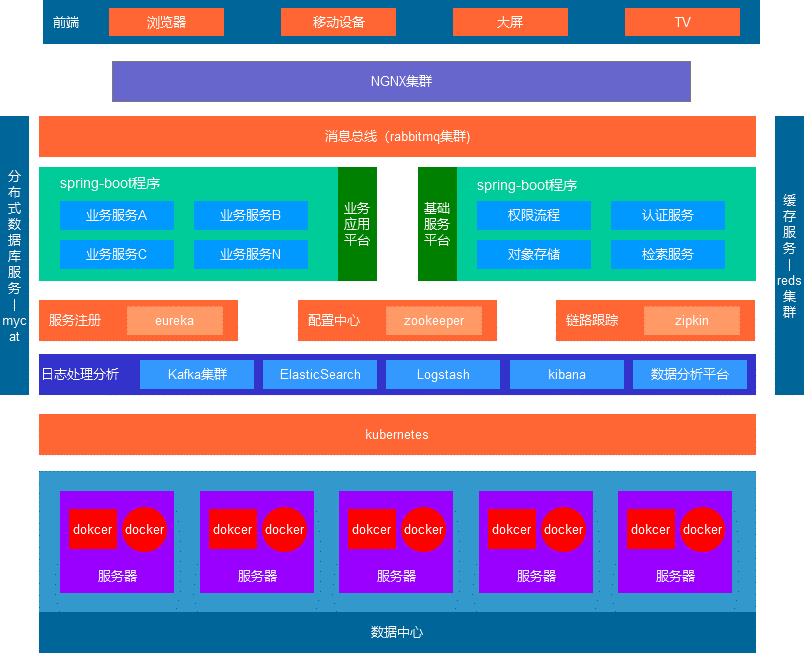 前端
浏览器
移动设备
大屏
TV
NGNX集群
消息总线（rabbitmq集群)
分
布
式
数
据
库
服
务
—
myc
at
spring-boot程序
业务服务A
业务服务B
业务服务C
业务服务N
业务
应用
平台
基础
服务
平台
spring-boot程序
权限流程
认证服务
对象存储
检索服务
缓
存
服
务
—
reds
集
群
服务注册
eureka
配置中心
zookeeper
链路跟踪
zipkin
日志处理分析
Kafka集群
ElasticSearch
Logstash
kibana
数据分析平台
kubernetes
dokcer
docker
服务器
dokcer
docker
服务器
dokcer
docker
服务器
dokcer
docker
服务器
dokcer
docker
服务器
数据中心